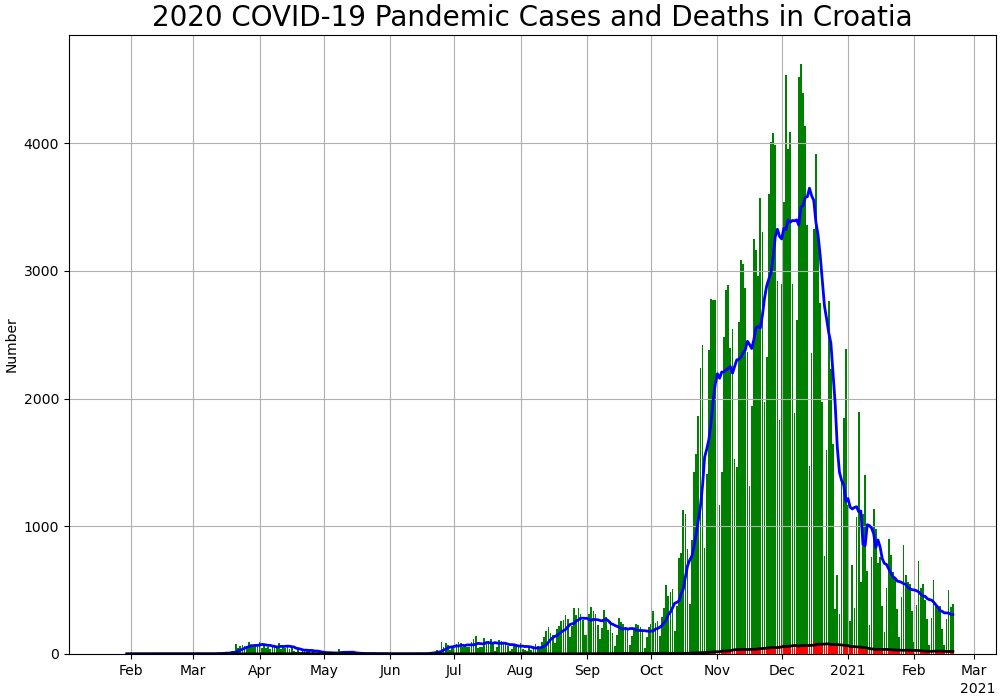 2020 COVID-19 Pandemic Cases and Deaths in Croatia
Number
4000
3000
2000
1000
0
Feb Mar Apr May Jun Jul Aug Sep Oct Nov Dec 2021 Feb Mar
2021